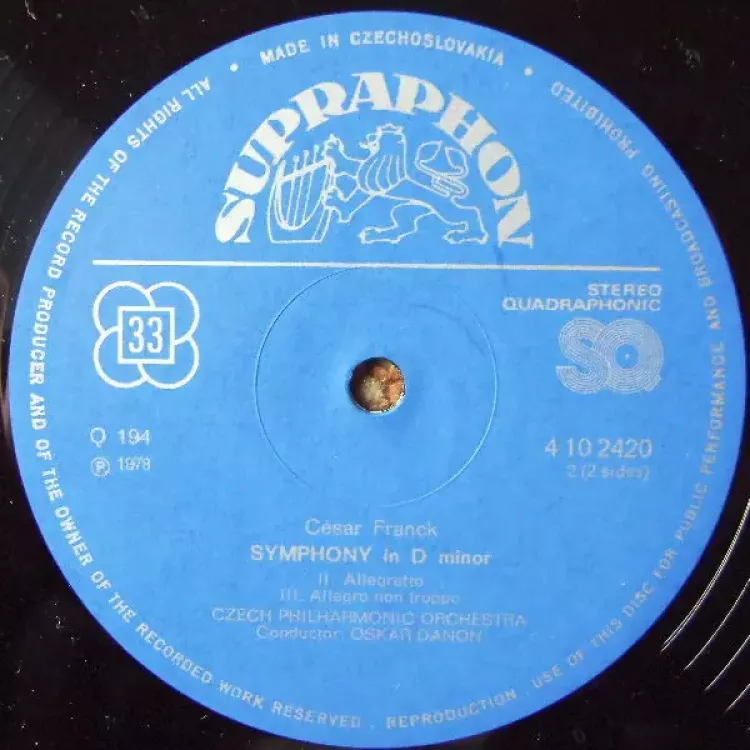 ALL RIGHTS OF THE RECORD PRODUCER AND OF THE OWNER OF THE RECORDED WORK RESERVED. REPRODUCTION. USE OF THIS DISC FOR PUBLIC PERFORMANCE AND BROADCASTING PROHIBITED
• MADE IN CZECHOSLOVAKIA •
SUPRAPHON
33
STEREO
QUADRAPHONIC
SQ
Q 194
℗ 1978
4 10 2420
2 (2 sides)
César Franck
SYMPHONY in D minor
II. Allegretto
III. Allegro non troppo
CZECH PHILHARMONIC ORCHESTRA
Conductor: OSKAR DANON